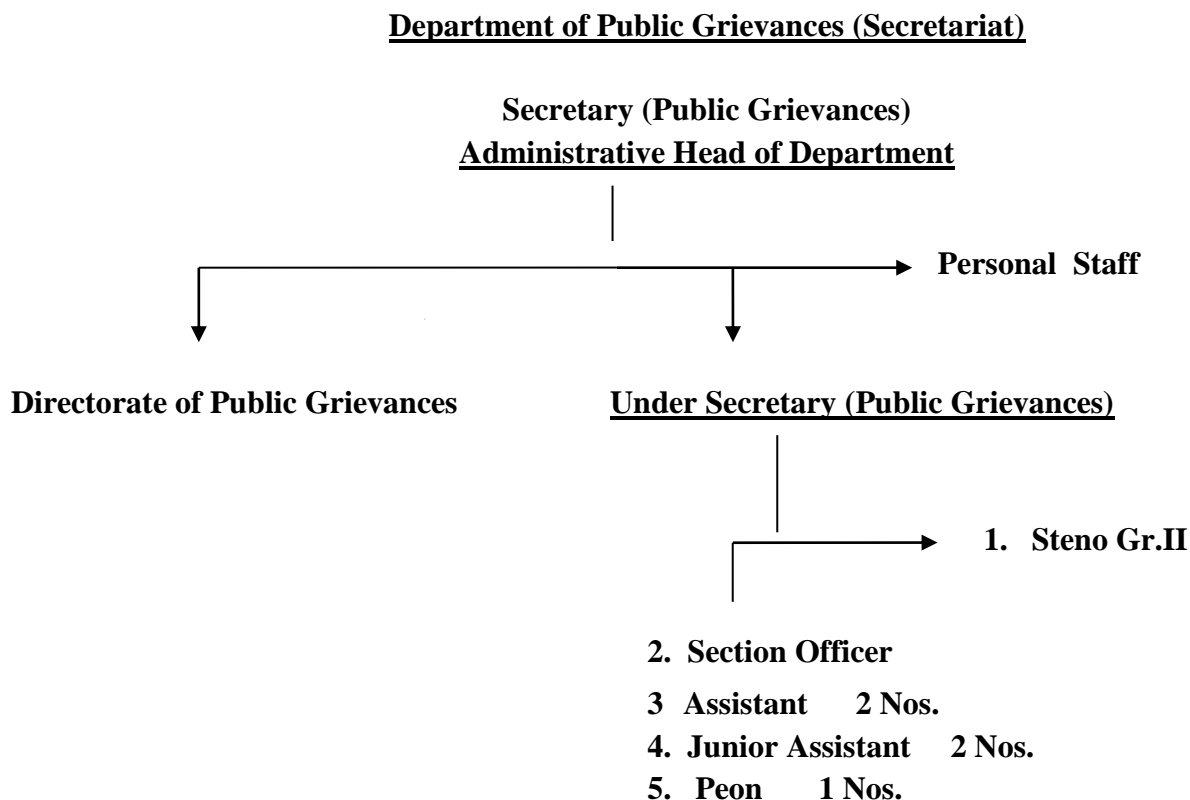 Department of Public Grievances (Secretariat)
Secretary (Public Grievances)
Administrative Head of Department
Personal Staff
Directorate of Public Grievances
Under Secretary (Public Grievances)
1. Steno Gr.II
2. Section Officer
3 Assistant 2 Nos.
4. Junior Assistant 2 Nos.
5. Peon 1 Nos.